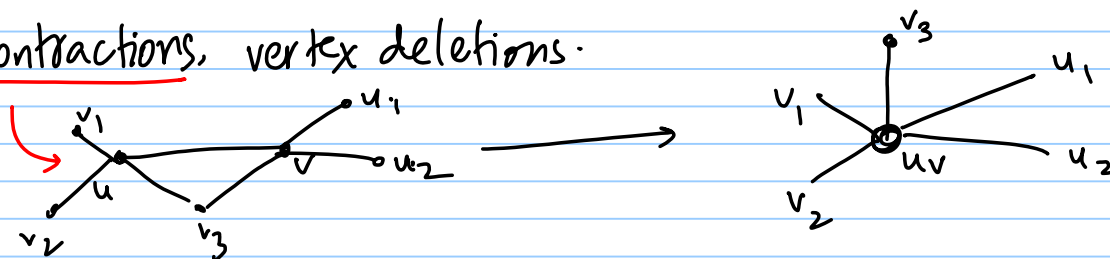 ontractions, vertex deletions.
v₃
u₁
v₁
u₁
v₁
u
v
u₂
uv
u₂
v₂
v₃
v₂